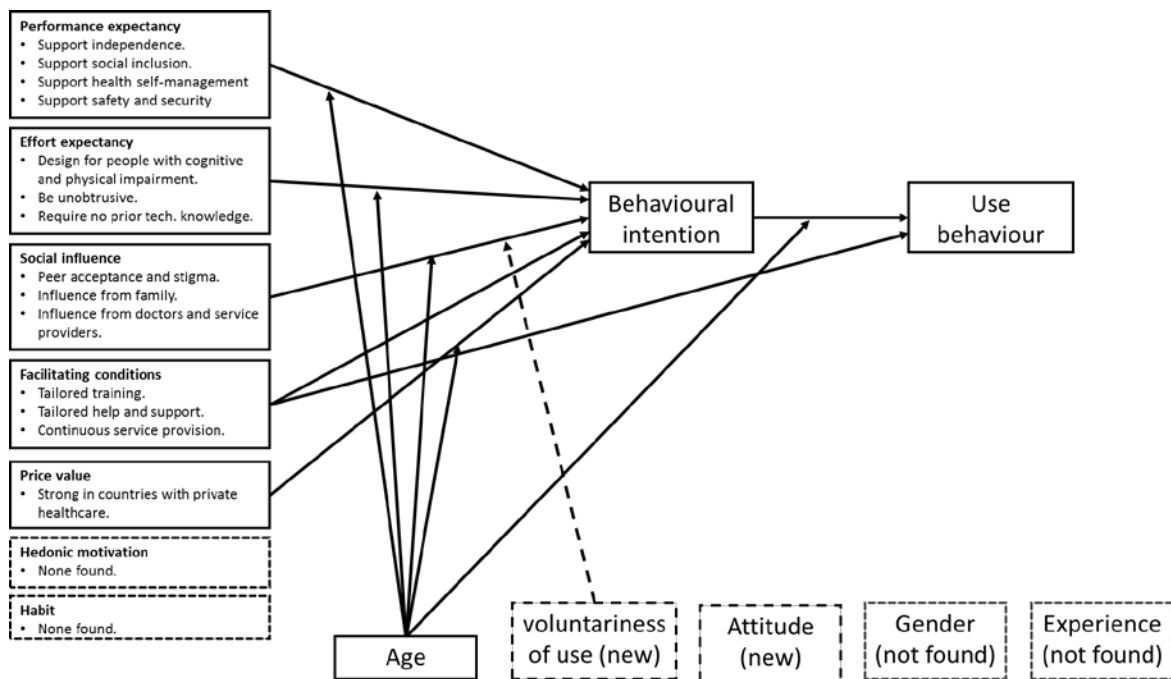 Performance expectancy
• Support independence.
• Support social inclusion.
• Support health self-management
• Support safety and security
Effort expectancy
• Design for people with cognitive
and physical impairment.
• Be unobtrusive.
• Require no prior tech. knowledge.
Social influence
• Peer acceptance and stigma.
• Influence from family.
• Influence from doctors and service
providers.
Facilitating conditions
• Tailored training.
• Tailored help and support.
• Continuous service provision.
Price value
• Strong in countries with private
healthcare.
Hedonic motivation
• None found.
Habit
• None found.
Behavioural
intention
Use
behaviour
Age
voluntariness
of use (new)
Attitude
(new)
Gender
(not found)
Experience
(not found)